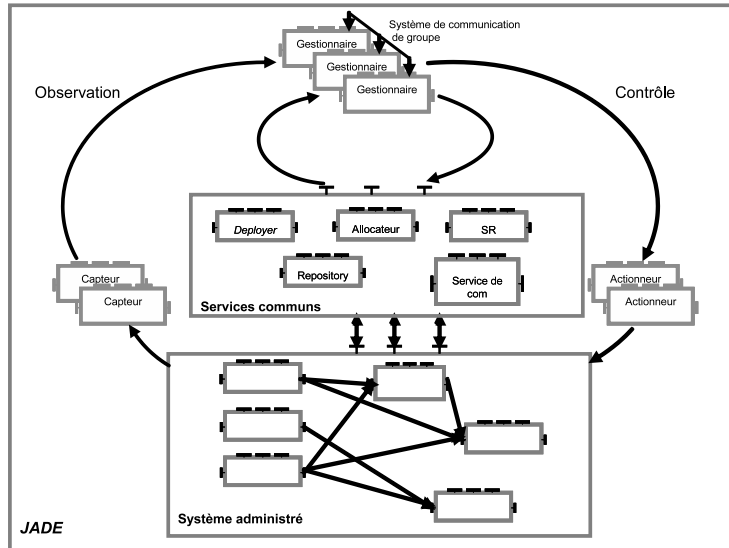 Système de communication
de groupe
Gestionnaire
Gestionnaire
Gestionnaire
Observation
Contrôle
Deployer
Allocateur
SR
Repository
Service de
com
Services communs
Capteur
Capteur
Actionneur
Actionneur
Système administré
JADE